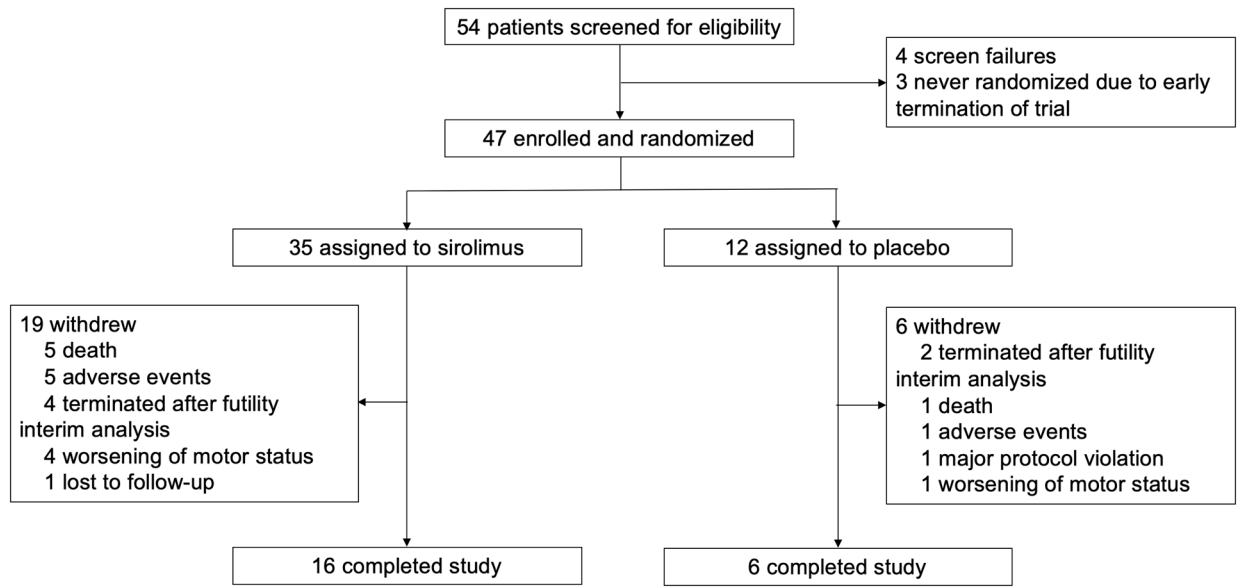 54 patients screened for eligibility
4 screen failures
3 never randomized due to early
termination of trial
47 enrolled and randomized
35 assigned to sirolimus
12 assigned to placebo
19 withdrew
5 death
5 adverse events
4 terminated after futility
interim analysis
4 worsening of motor status
1 lost to follow-up
6 withdrew
2 terminated after futility
interim analysis
1 death
1 adverse events
1 major protocol violation
1 worsening of motor status
16 completed study
6 completed study